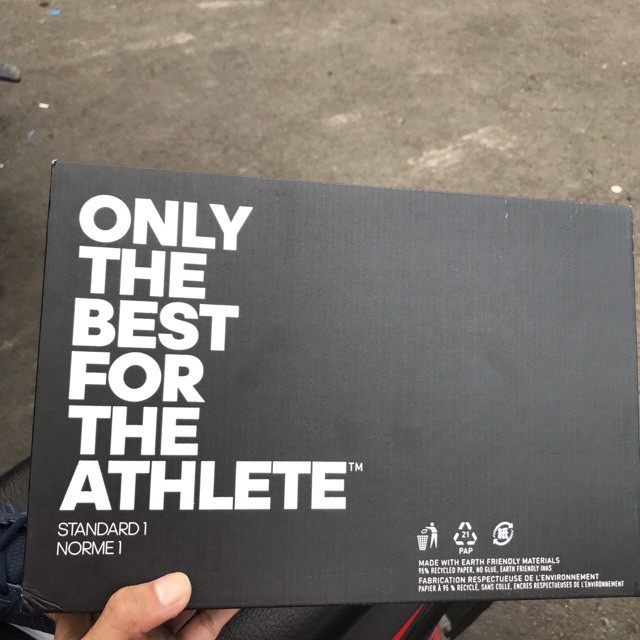 ONLY
THE
BEST
FOR
THE
ATHLETE™
STANDARD 1
NORME 1
21
PAP
紙
MADE WITH EARTH FRIENDLY MATERIALS
95% RECYCLED PAPER, NO GLUE, EARTH FRIENDLY INKS
FABRICATION RESPECTUEUSE DE L'ENVIRONNEMENT
PAPIER À 95 % RECYCLÉ, SANS COLLE, ENCRES RESPECTUEUSES DE L'ENVIRONNEMENT